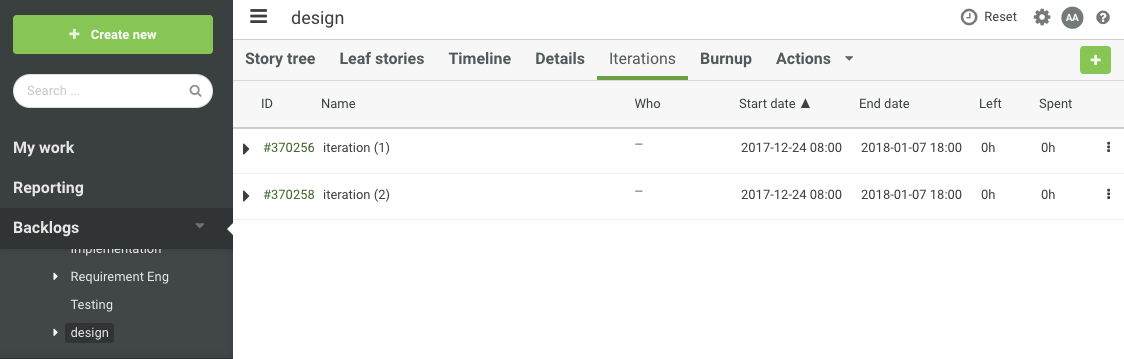 + Create new
Search ...
My work
Reporting
Backlogs
Implementation
Requirement Eng
Testing
design
design
Reset
AA
?
Story tree Leaf stories Timeline Details Iterations Burnup Actions
+
ID Name Who Start date ▲ End date Left Spent
#370256 iteration (1) – 2017-12-24 08:00 2018-01-07 18:00 0h 0h
#370258 iteration (2) – 2017-12-24 08:00 2018-01-07 18:00 0h 0h